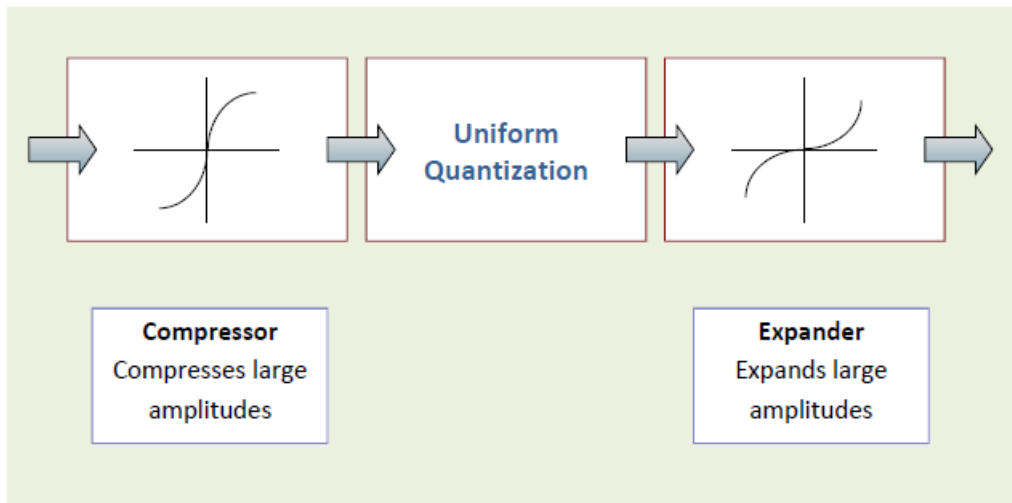 Uniform
Quantization
Compressor
Compresses large
amplitudes
Expander
Expands large
amplitudes